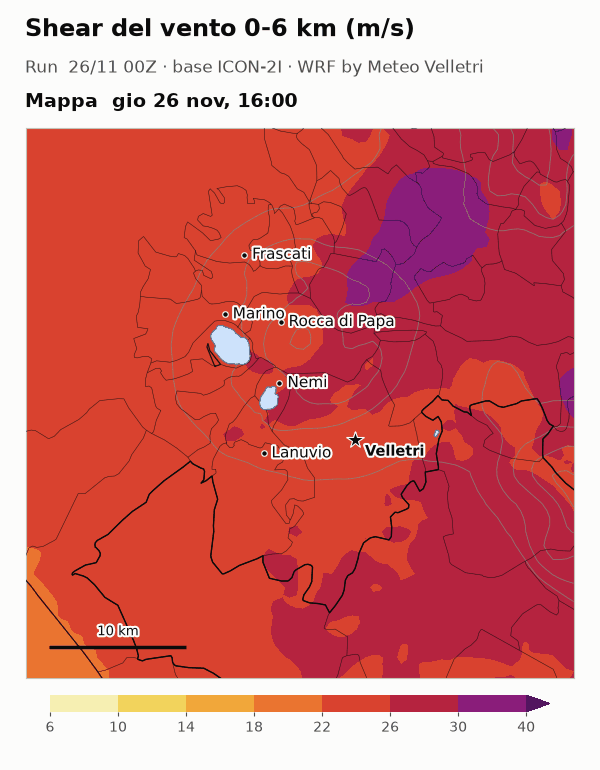 Shear del vento 0-6 km (m/s)
Run  26/11 00Z · base ICON-2I · WRF by Meteo Velletri
Mappa  gio 26 nov, 16:00
Frascati
Marino
Rocca di Papa
Nemi
Velletri
Lanuvio
10 km
6 10 14 18 22 26 30 40